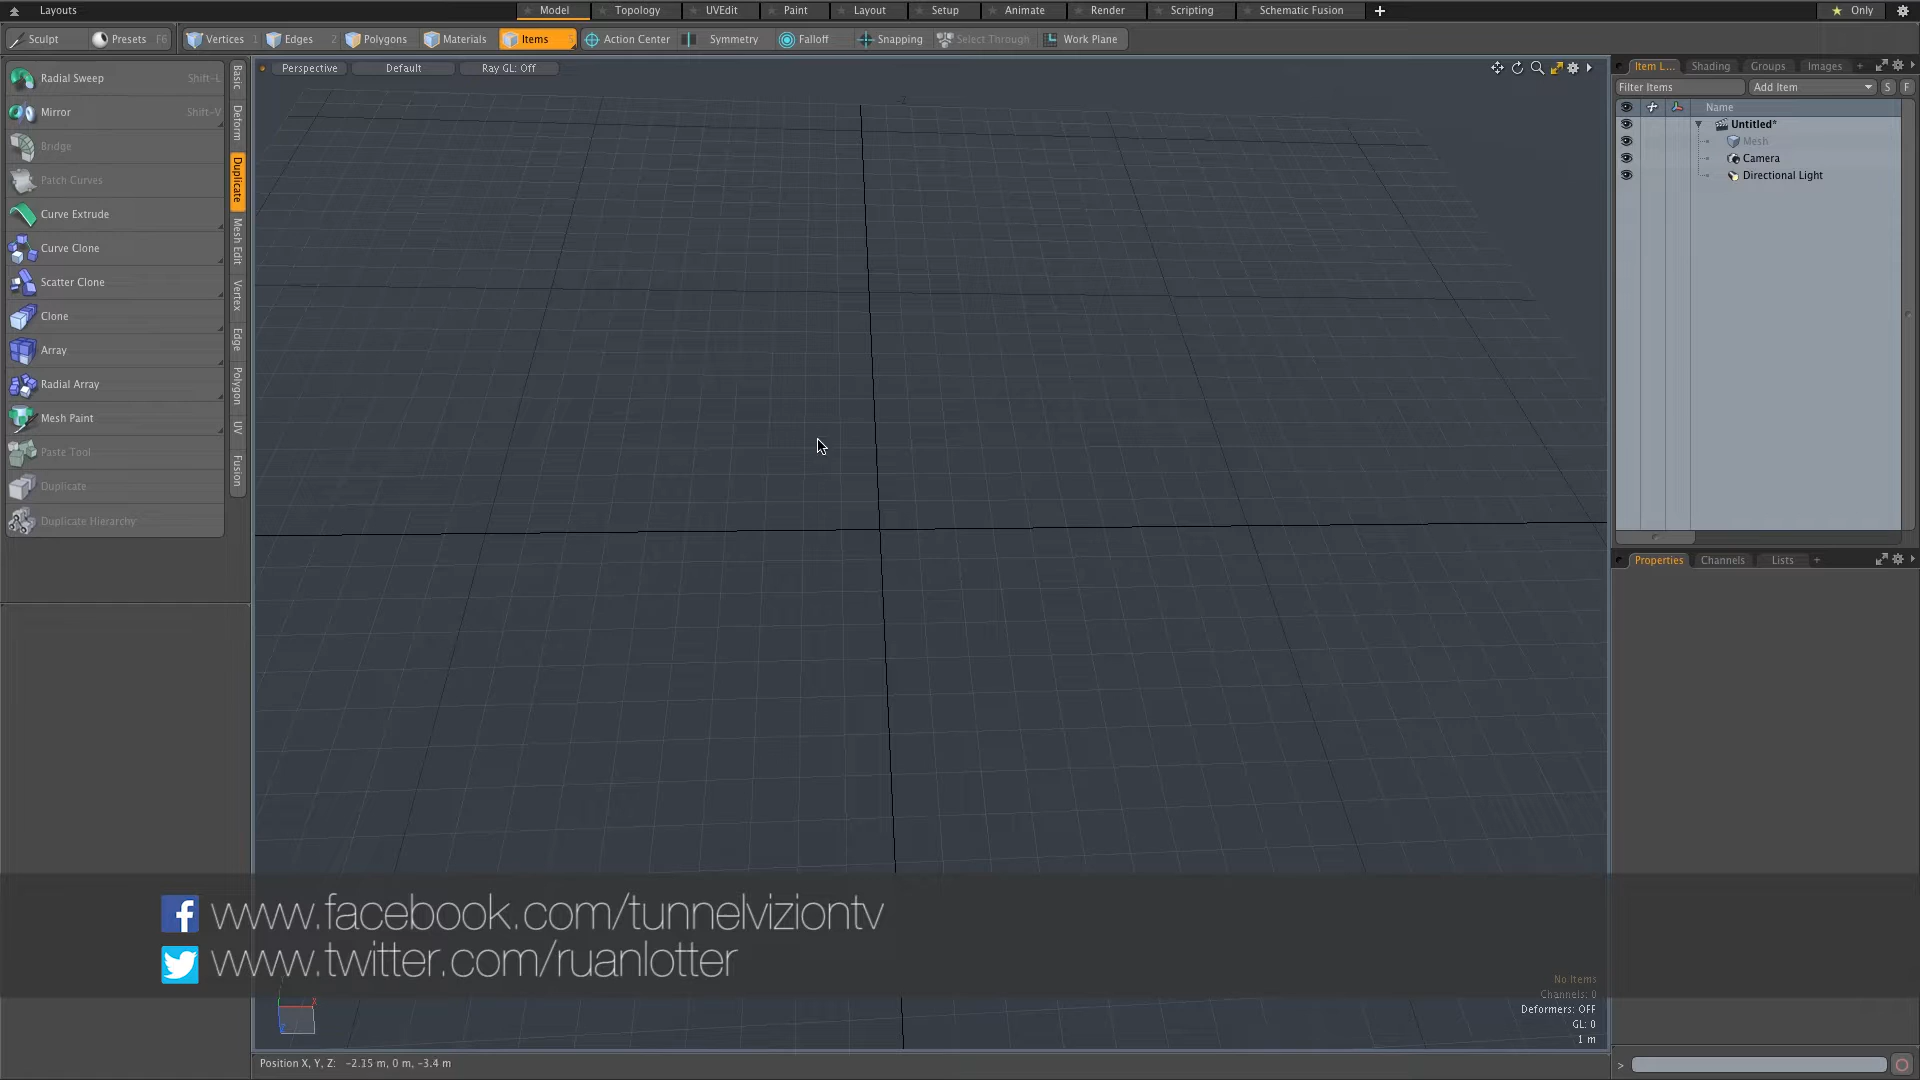 Layouts
Model
Topology
UVEdit
Paint
Layout
Setup
Animate
Render
Scripting
Schematic Fusion
Only
Sculpt
Presets F6
Vertices 1
Edges 2
Polygons
Materials
Items 5
Action Center
Symmetry
Falloff
Snapping
Select Through
Work Plane
Radial Sweep Shift-L
Mirror Shift-V
Bridge
Patch Curves
Curve Extrude
Curve Clone
Scatter Clone
Clone
Array
Radial Array
Mesh Paint
Paste Tool
Duplicate
Duplicate Hierarchy
Basic
Deform
Duplicate
Mesh Edit
Vertex
Edge
Polygon
UV
Fusion
Perspective
Default
Ray GL: Off
Item L...
Shading
Groups
Images
Filter Items
Add Item
S
F
Name
Untitled*
Mesh
Camera
Directional Light
Properties
Channels
Lists
www.facebook.com/tunnelviziontv
www.twitter.com/ruanlotter
No Items
Channels: 0
Deformers: OFF
GL: 0
1 m
Position X, Y, Z: -2.15 m, 0 m, -3.4 m